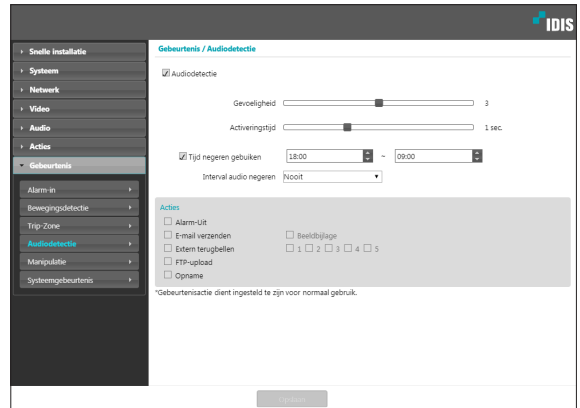 IDIS
Snelle installatie
Systeem
Netwerk
Video
Audio
Acties
Gebeurtenis
Alarm-in
Bewegingsdetectie
Trip-Zone
Audiodetectie
Manipulatie
Systeemgebeurtenis
Gebeurtenis / Audiodetectie
Audiodetectie
Gevoeligheid 3
Activeringstijd 1 sec.
Tijd negeren gebuiken 18:00 ~ 09:00
Interval audio negeren Nooit
Acties
Alarm-Uit
E-mail verzenden Beeldbijlage
Extern terugbellen 1 2 3 4 5
FTP-upload
Opname
*Gebeurtenisactie dient ingesteld te zijn voor normaal gebruik.
Opslaan